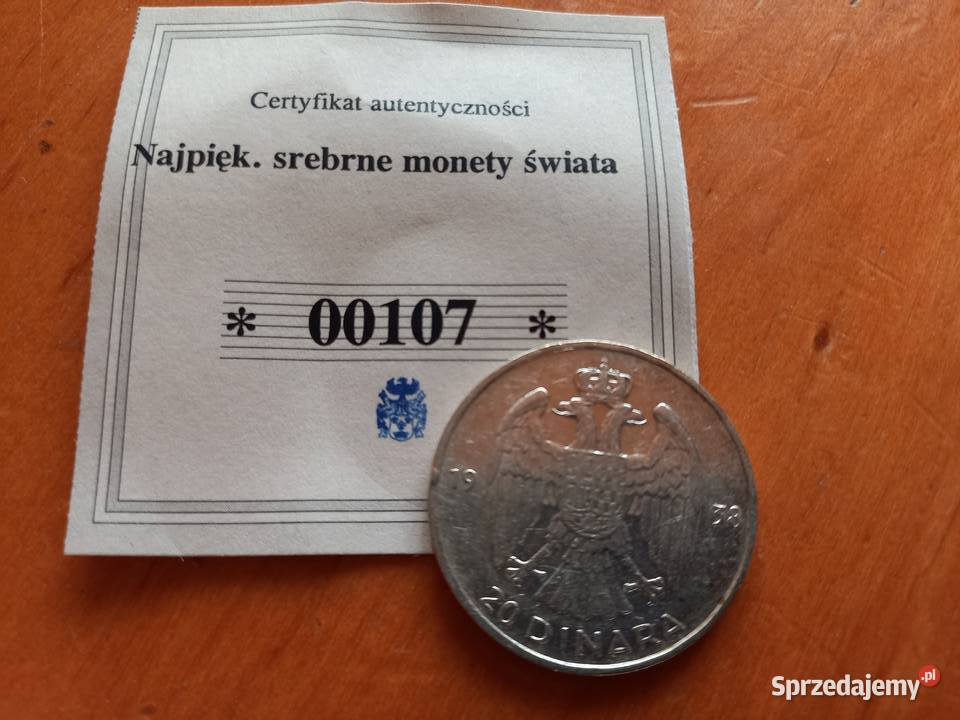 Certyfikat autentyczności
Najpięk. srebrne monety świata
* 00107 *
19 38
20 DINARA
Sprzedajemy.pl